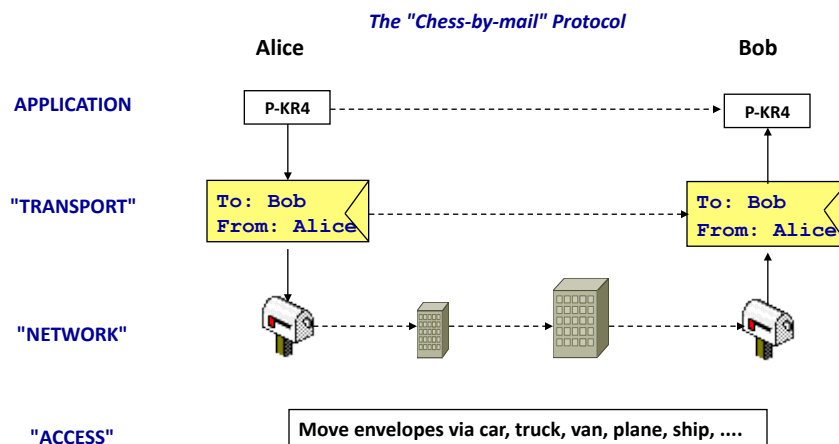 The "Chess-by-mail" Protocol
Alice
Bob
APPLICATION
P-KR4
P-KR4
"TRANSPORT"
To: Bob
From: Alice
To: Bob
From: Alice
"NETWORK"
"ACCESS"
Move envelopes via car, truck, van, plane, ship, ....